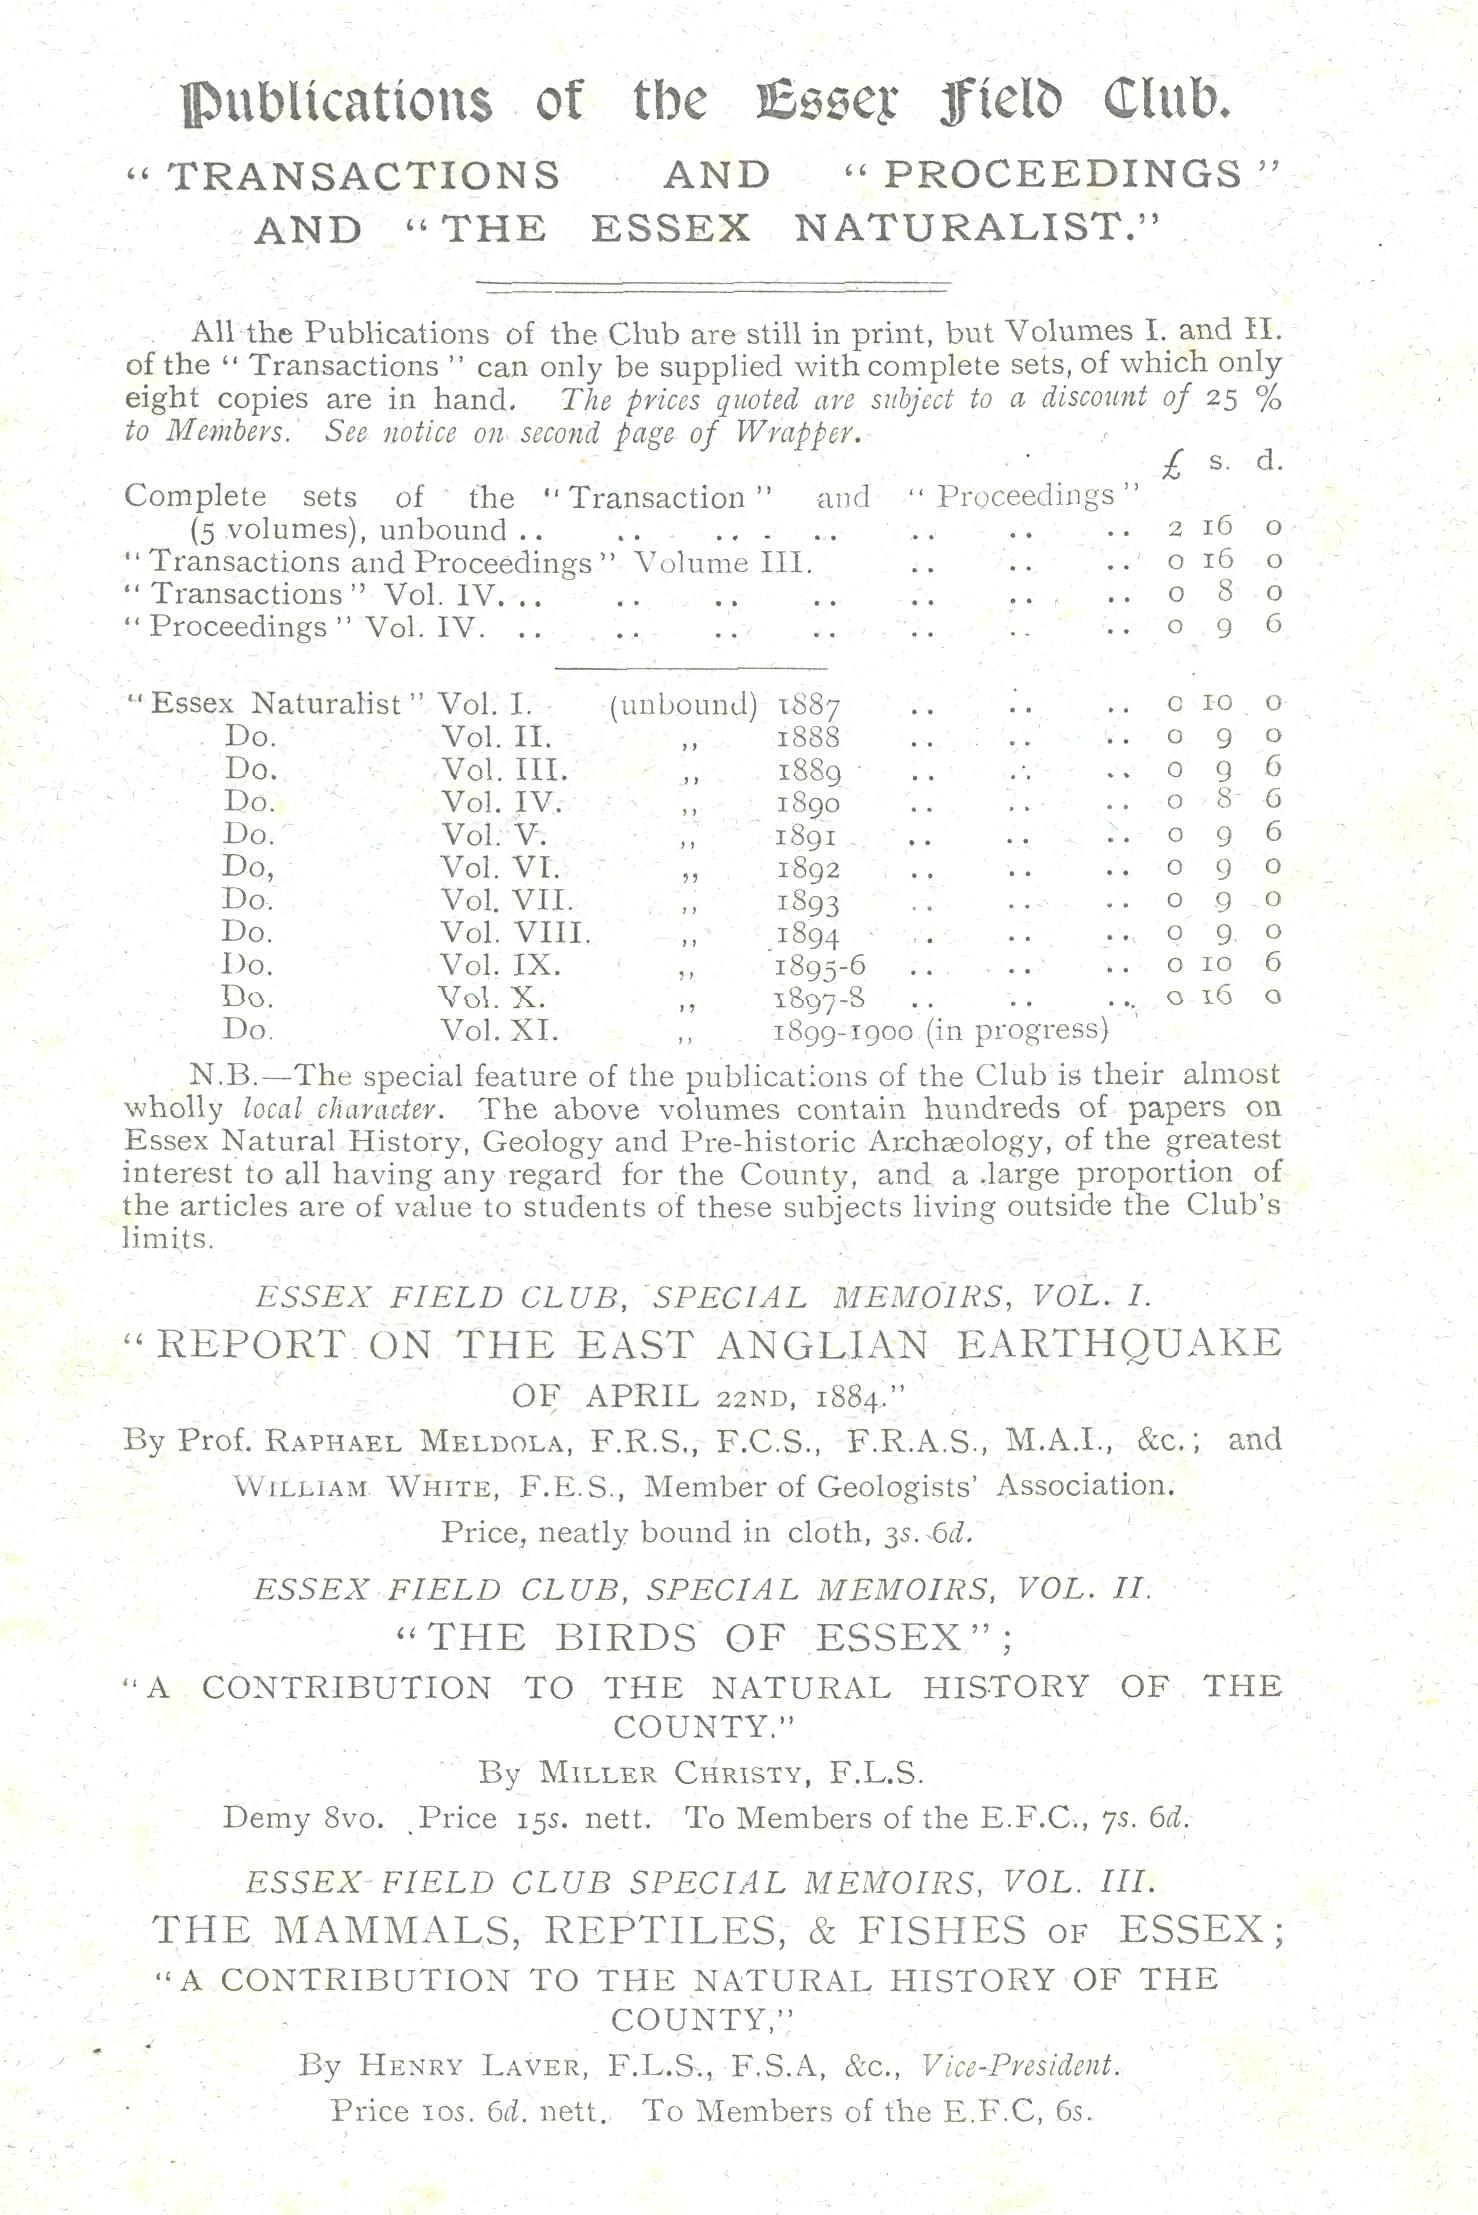 Publications of the Essex Field Club.
“ TRANSACTIONS AND “ PROCEEDINGS ”
AND “ THE ESSEX NATURALIST.”
All the Publications of the Club are still in print, but Volumes I. and II.
of the “ Transactions ” can only be supplied with complete sets, of which only
eight copies are in hand. The prices quoted are subject to a discount of 25 %
to Members. See notice on second page of Wrapper.
£ s. d.
Complete sets of the “ Transaction ” and “ Proceedings ”
(5 volumes), unbound .. .. .. .. .. .. .. 2 16 0
“ Transactions and Proceedings ” Volume III. .. .. .. 0 16 0
“ Transactions ” Vol. IV. .. .. .. .. .. .. .. 0 8 0
“ Proceedings ” Vol. IV. .. .. .. .. .. .. .. 0 9 6
“ Essex Naturalist ” Vol. I. (unbound) 1887 .. .. .. 0 10 0
Do. Vol. II. ,, 1888 .. .. .. 0 9 0
Do. Vol. III. ,, 1889 .. .. .. 0 9 6
Do. Vol. IV. ,, 1890 .. .. .. 0 8 6
Do. Vol. V. ,, 1891 .. .. .. 0 9 6
Do, Vol. VI. ,, 1892 .. .. .. 0 9 0
Do. Vol. VII. ,, 1893 .. .. .. 0 9 0
Do. Vol. VIII. ,, 1894 .. .. .. 0 9 0
Do. Vol. IX. ,, 1895-6 .. .. .. 0 10 6
Do. Vol. X. ,, 1897-8 .. .. .. 0 16 0
Do. Vol. XI. ,, 1899-1900 (in progress)
N.B.—The special feature of the publications of the Club is their almost
wholly local character. The above volumes contain hundreds of papers on
Essex Natural History, Geology and Pre-historic Archæology, of the greatest
interest to all having any regard for the County, and a large proportion of
the articles are of value to students of these subjects living outside the Club’s
limits.
ESSEX FIELD CLUB, SPECIAL MEMOIRS, VOL. I.
“ REPORT ON THE EAST ANGLIAN EARTHQUAKE
OF APRIL 22ND, 1884.”
By Prof. RAPHAEL MELDOLA, F.R.S., F.C.S., F.R.A.S., M.A.I., &c.; and
WILLIAM WHITE, F.E.S., Member of Geologists’ Association.
Price, neatly bound in cloth, 3s. 6d.
ESSEX FIELD CLUB, SPECIAL MEMOIRS, VOL. II.
“ THE BIRDS OF ESSEX ” ;
“ A CONTRIBUTION TO THE NATURAL HISTORY OF THE
COUNTY.”
By MILLER CHRISTY, F.L.S.
Demy 8vo. Price 15s. nett. To Members of the E.F.C., 7s. 6d.
ESSEX FIELD CLUB SPECIAL MEMOIRS, VOL. III.
THE MAMMALS, REPTILES, & FISHES OF ESSEX ;
“ A CONTRIBUTION TO THE NATURAL HISTORY OF THE
COUNTY,”
By HENRY LAVER, F.L.S., F.S.A, &c., Vice-President.
Price 10s. 6d. nett. To Members of the E.F.C, 6s.